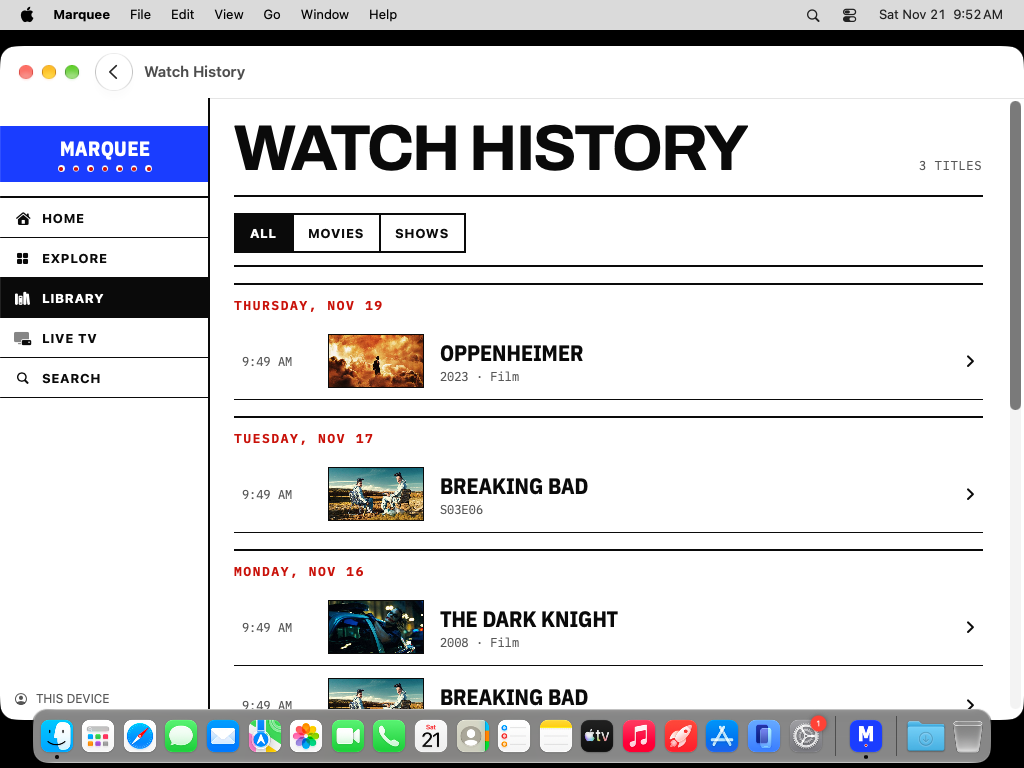 Marquee File Edit View Go Window Help Sat Nov 21 9:52 AM
Watch History
MARQUEE
HOME
EXPLORE
LIBRARY
LIVE TV
SEARCH
THIS DEVICE
WATCH HISTORY
3 TITLES
ALL MOVIES SHOWS
THURSDAY, NOV 19
9:49 AM
OPPENHEIMER
2023 · Film
TUESDAY, NOV 17
9:49 AM
BREAKING BAD
S03E06
MONDAY, NOV 16
9:49 AM
THE DARK KNIGHT
2008 · Film
9:49 AM
BREAKING BAD
Sat
21
tv
1
M